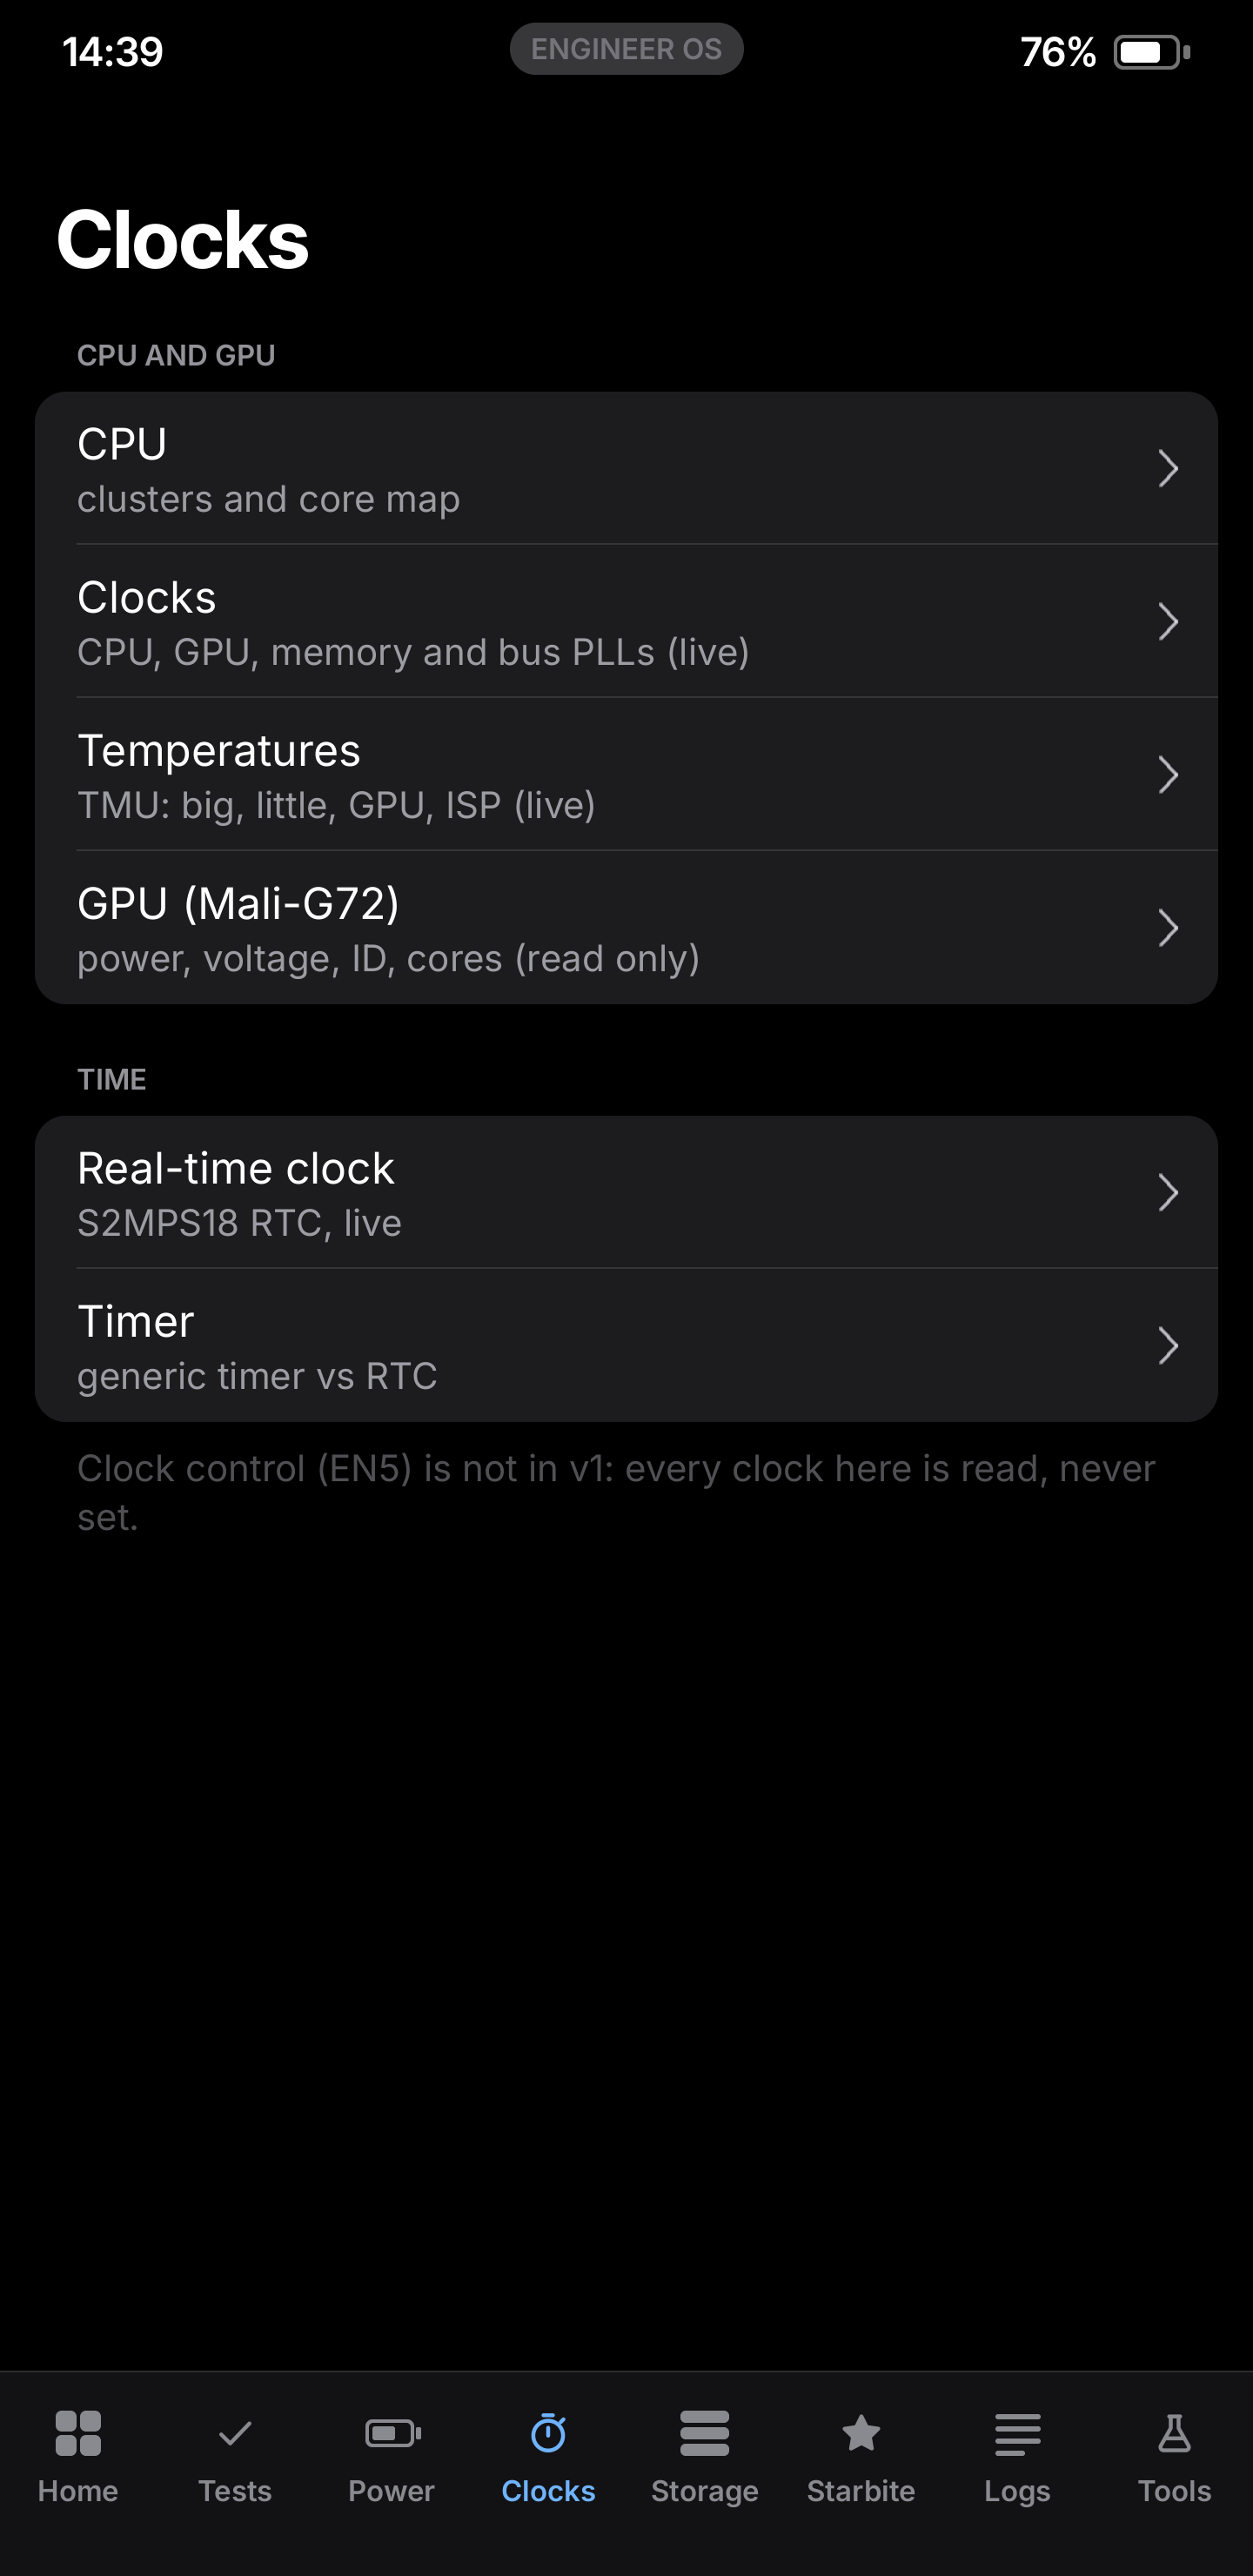 14:39
ENGINEER OS
76%
Clocks
CPU AND GPU
CPU
clusters and core map
Clocks
CPU, GPU, memory and bus PLLs (live)
Temperatures
TMU: big, little, GPU, ISP (live)
GPU (Mali-G72)
power, voltage, ID, cores (read only)
TIME
Real-time clock
S2MPS18 RTC, live
Timer
generic timer vs RTC
Clock control (EN5) is not in v1: every clock here is read, never
set.
Home
Tests
Power
Clocks
Storage
Starbite
Logs
Tools